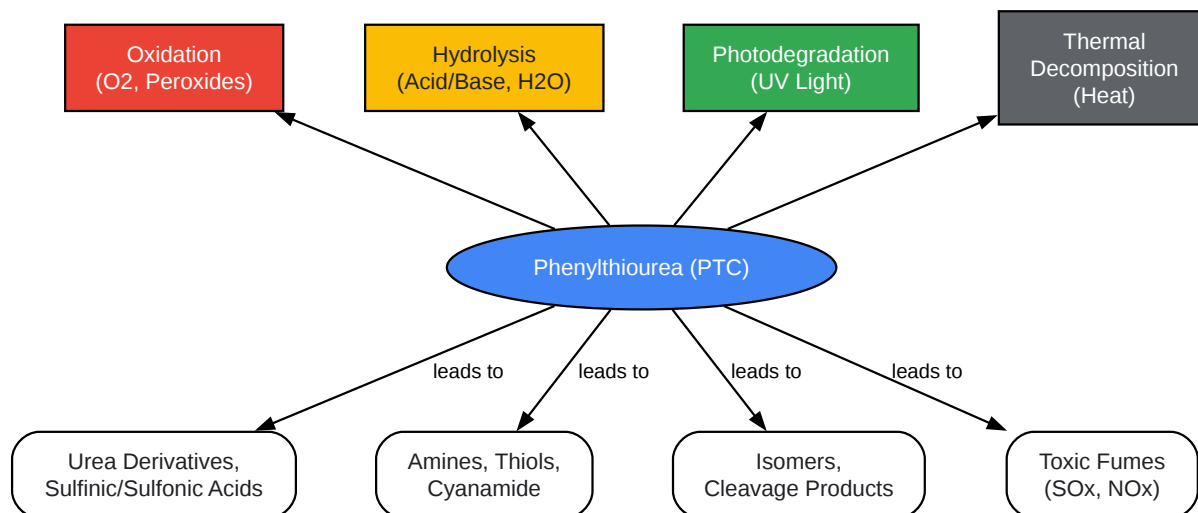 Oxidation
(O2, Peroxides)
Hydrolysis
(Acid/Base, H2O)
Photodegradation
(UV Light)
Thermal
Decomposition
(Heat)
Phenylthiourea (PTC)
leads to
leads to
leads to
leads to
Urea Derivatives,
Sulfinic/Sulfonic Acids
Amines, Thiols,
Cyanamide
Isomers,
Cleavage Products
Toxic Fumes
(SOx, NOx)